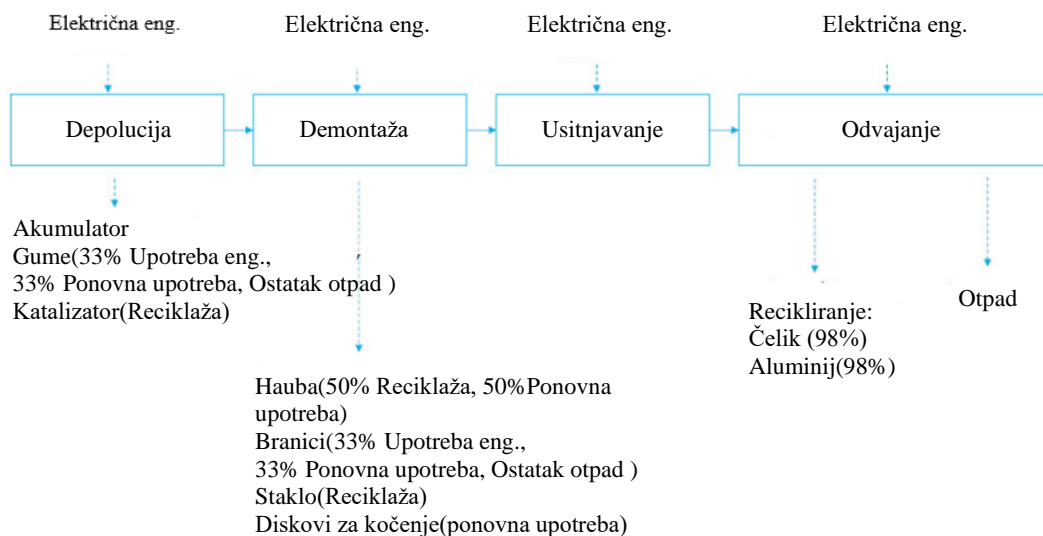 Električna eng.
Električna eng.
Električna eng.
Električna eng.
Depolucija
Demontaža
Usitnjavanje
Odvajanje
Akumulator
Gume(33% Upotreba eng.,
33% Ponovna upotreba, Ostatak otpad )
Katalizator(Reciklaža)
Hauba(50% Reciklaža, 50%Ponovna
upotreba)
Branici(33% Upotreba eng.,
33% Ponovna upotreba, Ostatak otpad )
Staklo(Reciklaža)
Diskovi za kočenje(ponovna upotreba)
Recikliranje:
Čelik (98%)
Aluminij(98%)
Otpad